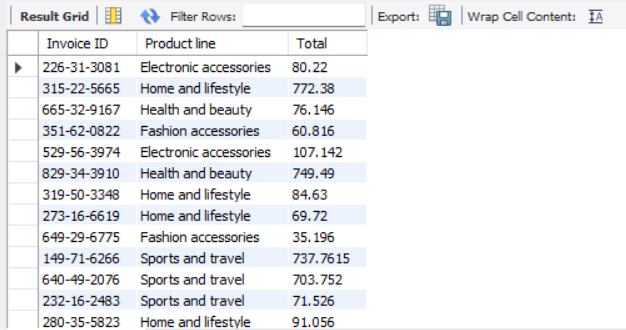 Result Grid Filter Rows: Export: Wrap Cell Content: IA
Invoice ID Product line Total
226-31-3081 Electronic accessories 80.22
315-22-5665 Home and lifestyle 772.38
665-32-9167 Health and beauty 76.146
351-62-0822 Fashion accessories 60.816
529-56-3974 Electronic accessories 107.142
829-34-3910 Health and beauty 749.49
319-50-3348 Home and lifestyle 84.63
273-16-6619 Home and lifestyle 69.72
649-29-6775 Fashion accessories 35.196
149-71-6266 Sports and travel 737.7615
640-49-2076 Sports and travel 703.752
232-16-2483 Sports and travel 71.526
280-35-5823 Home and lifestyle 91.056